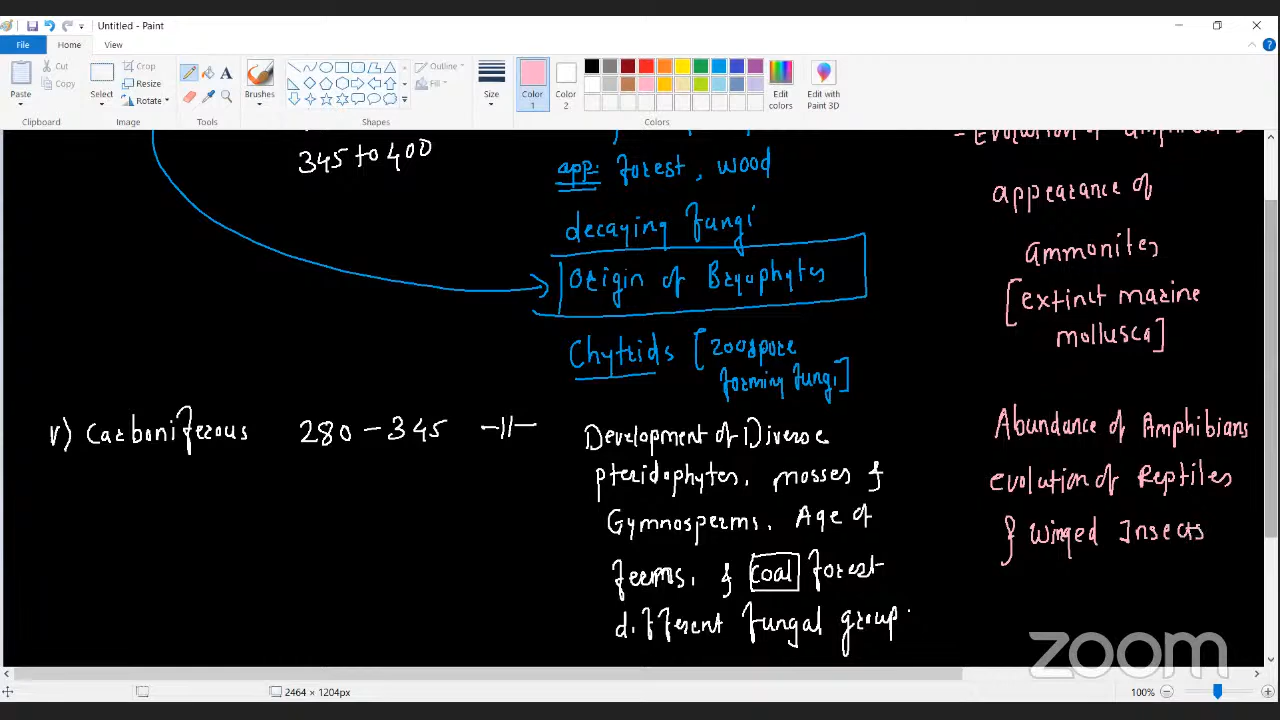 Untitled - Paint
File Home View
Paste Cut Copy Select Crop Resize Rotate Brushes Outline Fill Size Color 1 Color 2 Edit colors Edit with Paint 3D
Clipboard Image Tools Shapes Colors
345 to 400
app: forest, wood
decaying fungi
Origin of Bryophytes
Chytrids [zoospore
forming fungi]
- Evolution of
appearance of
ammonites
[extinct marine
mollusca]
v) Carboniferous 280 - 345 -||-
Development of Diverse
pteridophytes, mosses &
Gymnosperms. Age of
feerns. & coal forest
different fungal group.
Abundance of Amphibians
evolution of Reptiles
& winged Insects
zoom
2464 × 1204px 100%